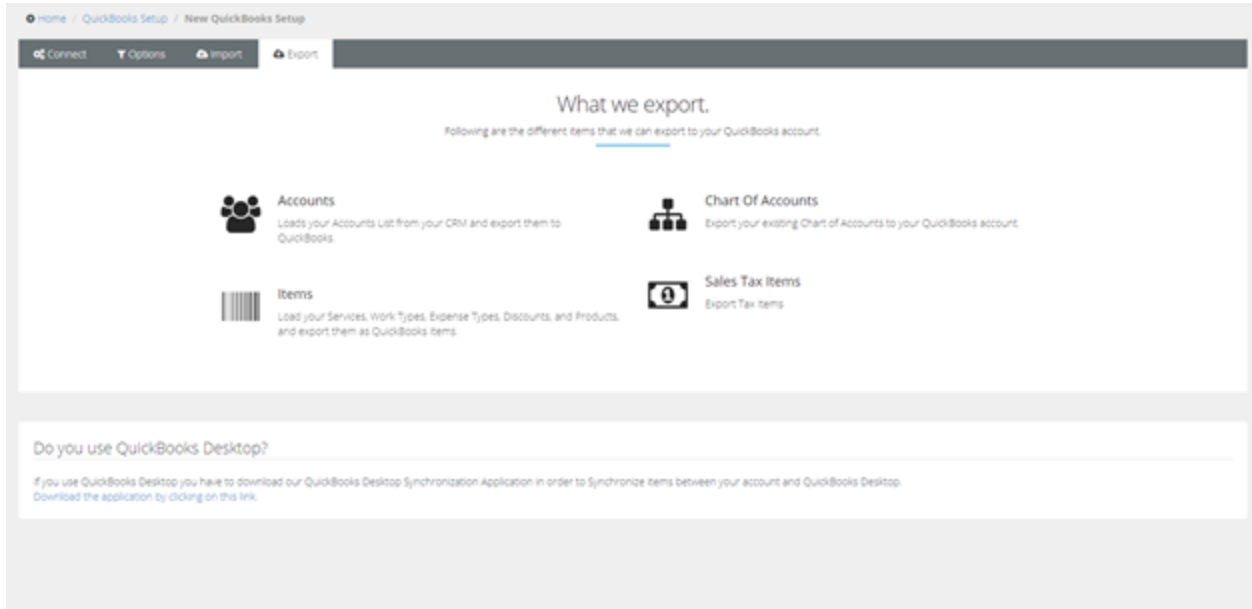 Home / QuickBooks Setup / New QuickBooks Setup
Connect Options Import Export
What we export.
Following are the different items that we can export to your QuickBooks account.
Accounts
Loads your Accounts List from your CRM and export them to
QuickBooks.
Chart Of Accounts
Export your existing Chart of Accounts to your QuickBooks account.
Items
Load your Services, Work Types, Expense Types, Discounts, and Products,
and export them as QuickBooks Items.
Sales Tax Items
Export Tax Items
Do you use QuickBooks Desktop?
If you use QuickBooks Desktop you have to download our QuickBooks Desktop Synchronization Application in order to Synchronize items between your account and QuickBooks Desktop.
Download the application by clicking on this link.